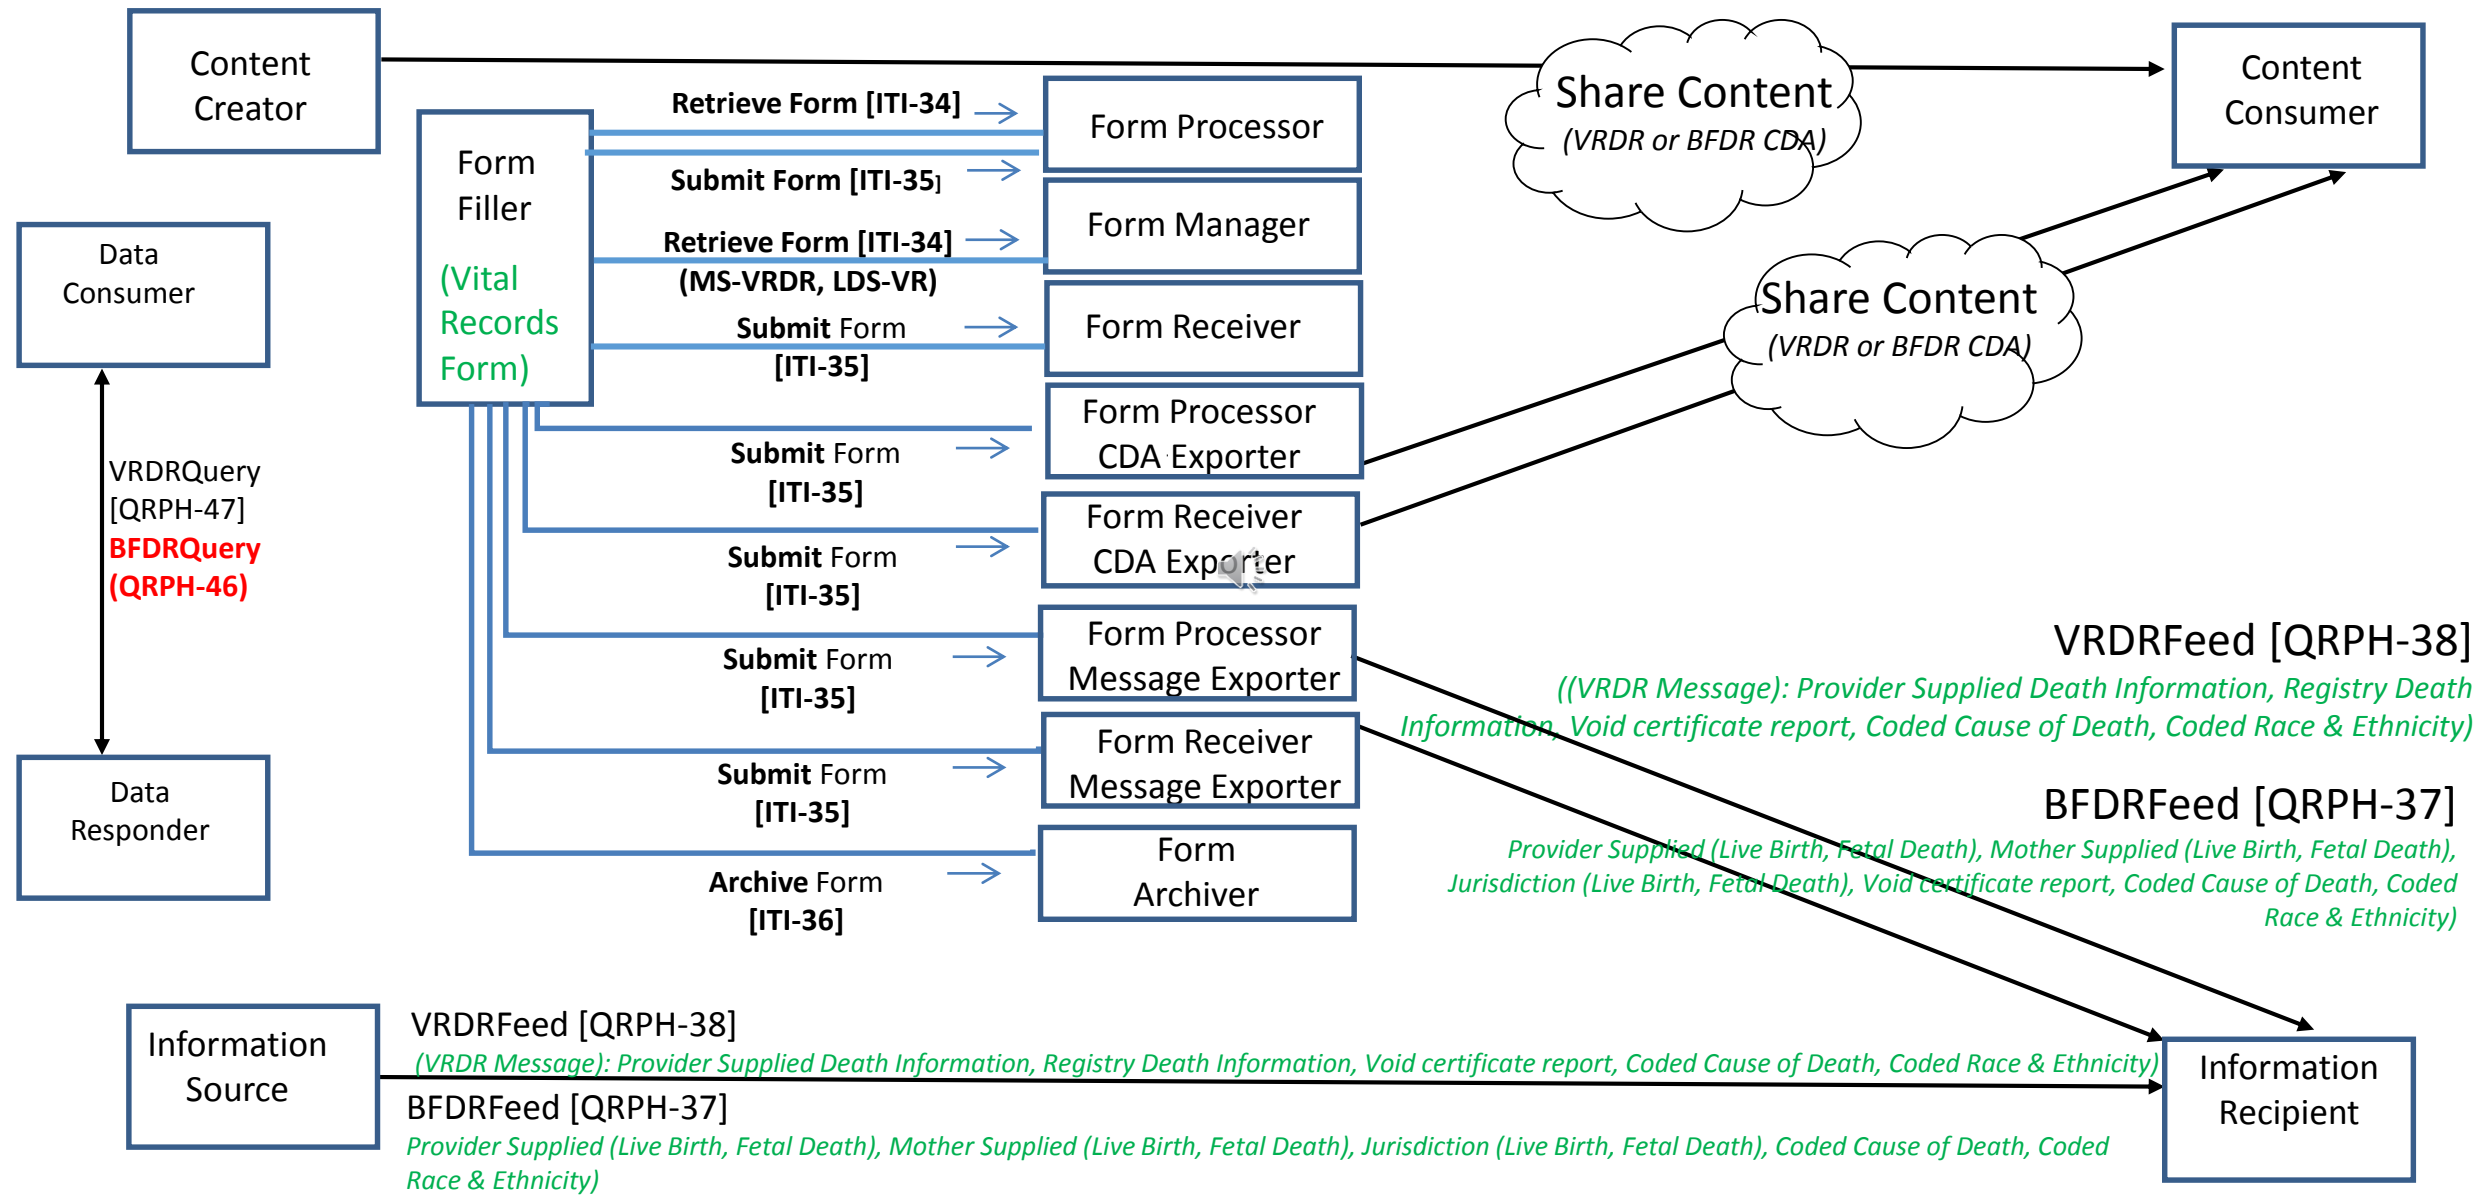 Content
Creator
Share Content
(VRDR or BFDR CDA)
Content
Consumer
Form
Filler
(Vital
Records
Form)
Retrieve Form [ITI-34]
Submit Form [ITI-35]
Form Processor
Retrieve Form [ITI-34]
(MS-VRDR, LDS-VR)
Form Manager
Submit Form
[ITI-35]
Form Receiver
Submit Form
[ITI-35]
Form Processor
CDA Exporter
Submit Form
[ITI-35]
Form Receiver
CDA Exporter
Share Content
(VRDR or BFDR CDA)
Submit Form
[ITI-35]
Form Processor
Message Exporter
Submit Form
[ITI-35]
Form Receiver
Message Exporter
Archive Form
[ITI-36]
Form
Archiver
Data
Consumer
VRDRQuery
[QRPH-47]
BFDRQuery
(QRPH-46)
Data
Responder
VRDRFeed [QRPH-38]
((VRDR Message): Provider Supplied Death Information, Registry Death
Information, Void certificate report, Coded Cause of Death, Coded Race & Ethnicity)
BFDRFeed [QRPH-37]
Provider Supplied (Live Birth, Fetal Death), Mother Supplied (Live Birth, Fetal Death),
Jurisdiction (Live Birth, Fetal Death), Void certificate report, Coded Cause of Death, Coded
Race & Ethnicity)
Information
Source
VRDRFeed [QRPH-38]
(VRDR Message): Provider Supplied Death Information, Registry Death Information, Void certificate report, Coded Cause of Death, Coded Race & Ethnicity)
BFDRFeed [QRPH-37]
Provider Supplied (Live Birth, Fetal Death), Mother Supplied (Live Birth, Fetal Death), Jurisdiction (Live Birth, Fetal Death), Coded Cause of Death, Coded
Race & Ethnicity)
Information
Recipient